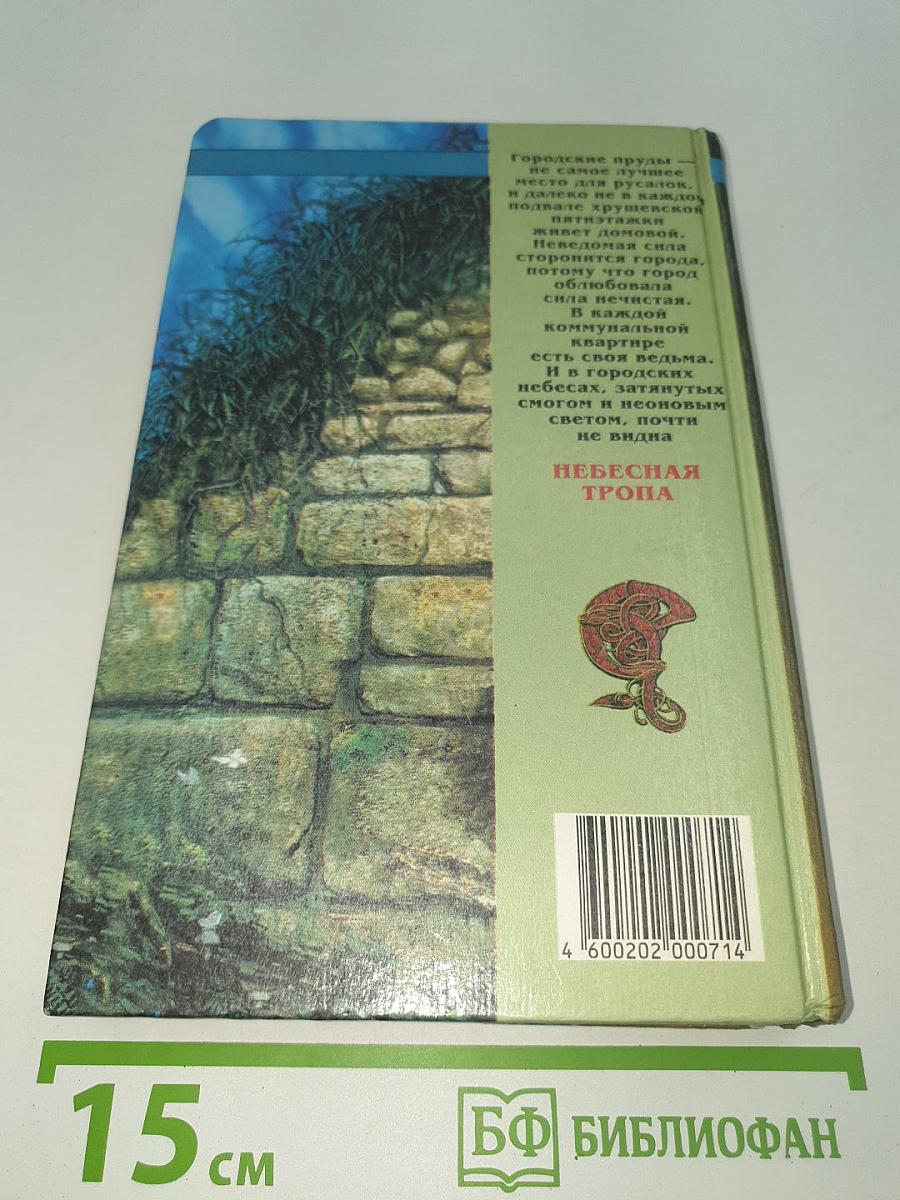 Городские пруды —
не самое лучшее
место для русалок,
и далеко не в каждом
подвале хрущевской
пятиэтажки
живет домовой.
Неведомая сила
сторонится города,
потому что город
облюбовала
сила нечистая.
В каждой
коммунальной
квартире
есть своя ведьма.
И в городских
небесах, затянутых
смогом и неоновым
светом, почти
не видна
НЕБЕСНАЯ
ТРОПА
4 600202 000714
15 см
БФ БИБЛИОФАН